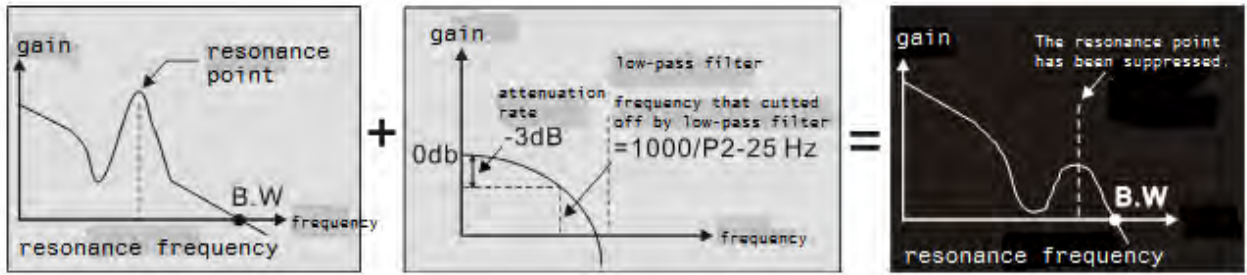 gain
resonance
point
B.W
frequency
resonance frequency
+
gain
low-pass filter
attenuation
rate
-3dB
frequency that cutted
off by low-pass filter
=1000/P2-25 Hz
0db
frequency
=
gain
The resonance point
has been suppressed.
B.W
resonance frequency